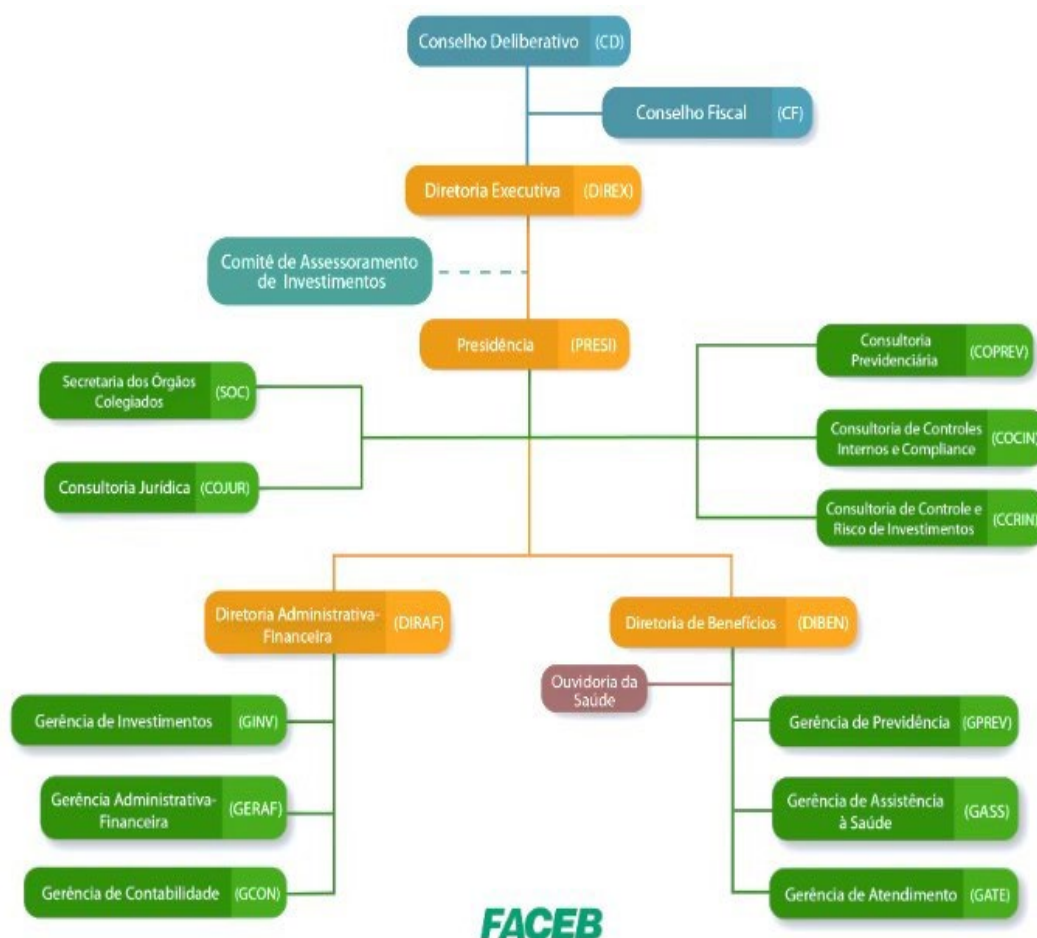 Conselho Deliberativo (CD)
Conselho Fiscal (CF)
Diretoria Executiva (DIREX)
Comitê de Assessoramento
de Investimentos
Presidência (PRESI)
Secretaria dos Órgãos
Colegiados
(SOC)
Consultoria Jurídica (COJUR)
Consultoria
Previdenciária
(COPREV)
Consultoria de Controles
Internos e Compliance
(COCIN)
Consultoria de Controle e
Risco de Investimentos
(CCRIN)
Diretoria Administrativa-
Financeira
(DIRAF)
Diretoria de Benefícios (DIBEN)
Ouvidoria da
Saúde
Gerência de Investimentos (GINV)
Gerência Administrativa-
Financeira
(GERAF)
Gerência de Contabilidade (GCON)
Gerência de Previdência (GPREV)
Gerência de Assistência
à Saúde
(GASS)
Gerência de Atendimento (GATE)
FACEB